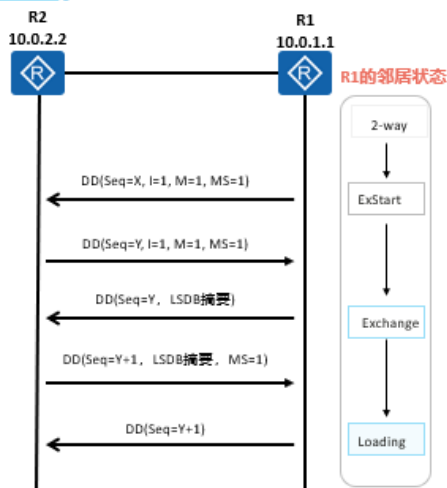 R2
10.0.2.2
R1
10.0.1.1
R
R
R1的邻居状态
2-way
DD(Seq=X, I=1, M=1, MS=1)
ExStart
DD(Seq=Y, I=1, M=1, MS=1)
DD(Seq=Y，LSDB摘要)
Exchange
DD(Seq=Y+1，LSDB摘要，MS=1)
DD(Seq=Y+1)
Loading